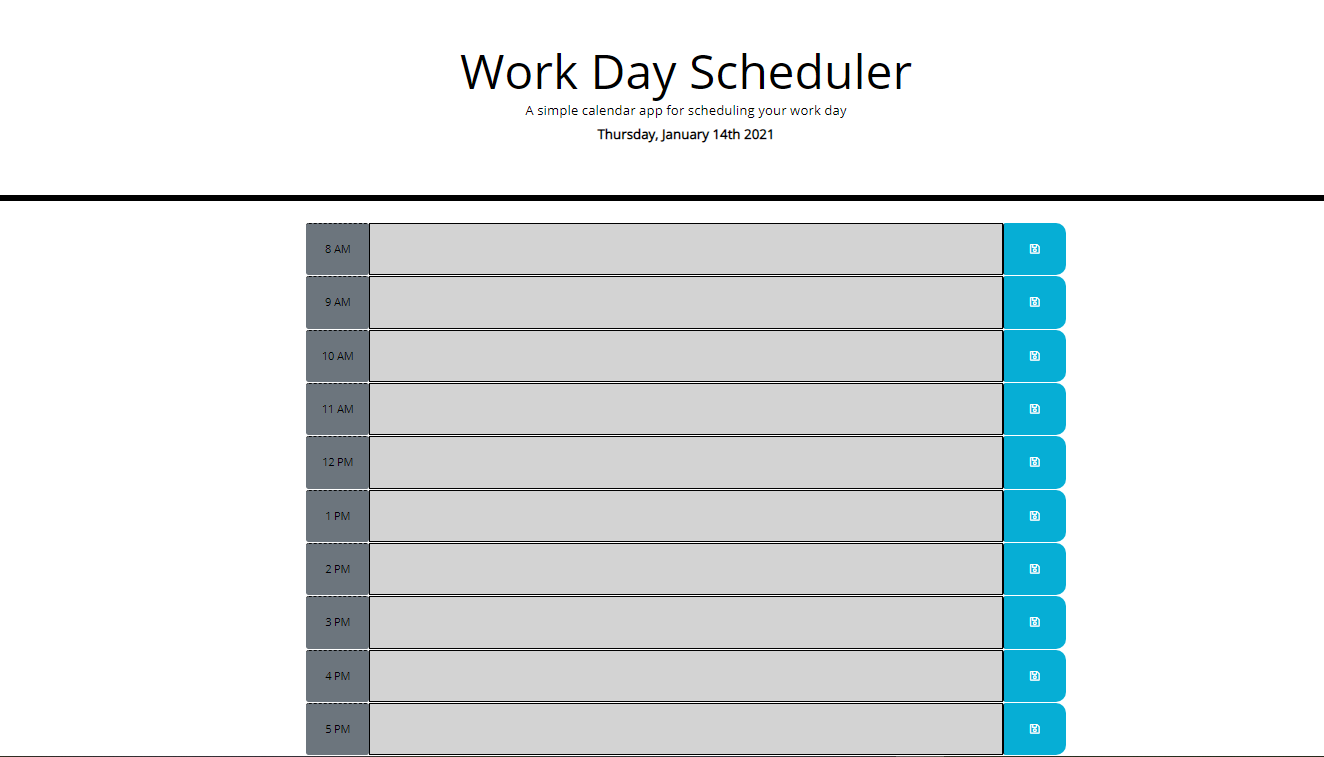 Work Day Scheduler
A simple calendar app for scheduling your work day
Thursday, January 14th 2021
8 AM
9 AM
10 AM
11 AM
12 PM
1 PM
2 PM
3 PM
4 PM
5 PM